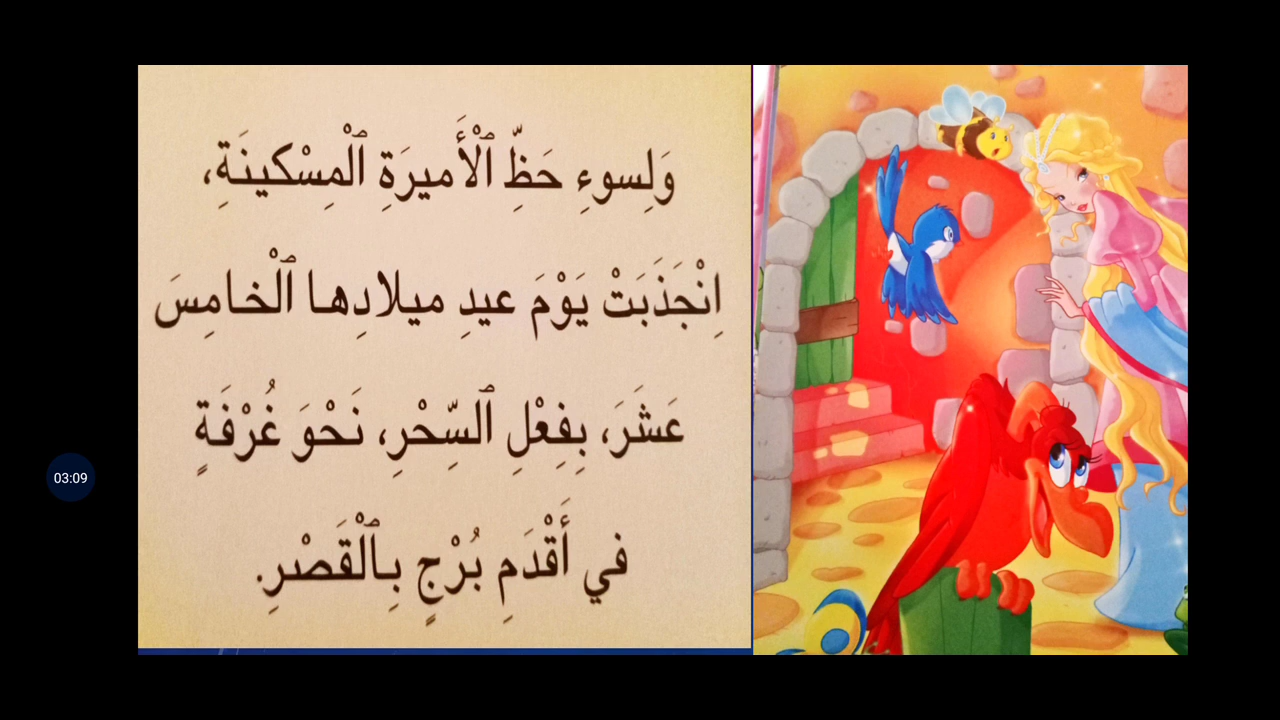 وَلِسوءِ حَظِّ ٱلْأَميرَةِ ٱلْمِسْكينَةِ،
اِنْجَذَبَتْ يَوْمَ عيدِ ميلادِها ٱلْخامِسَ
عَشَرَ، بِفِعْلِ ٱلسِّحْرِ، نَحْوَ غُرْفَةٍ
في أَقْدَمِ بُرْجٍ بِٱلْقَصْرِ.
03:09